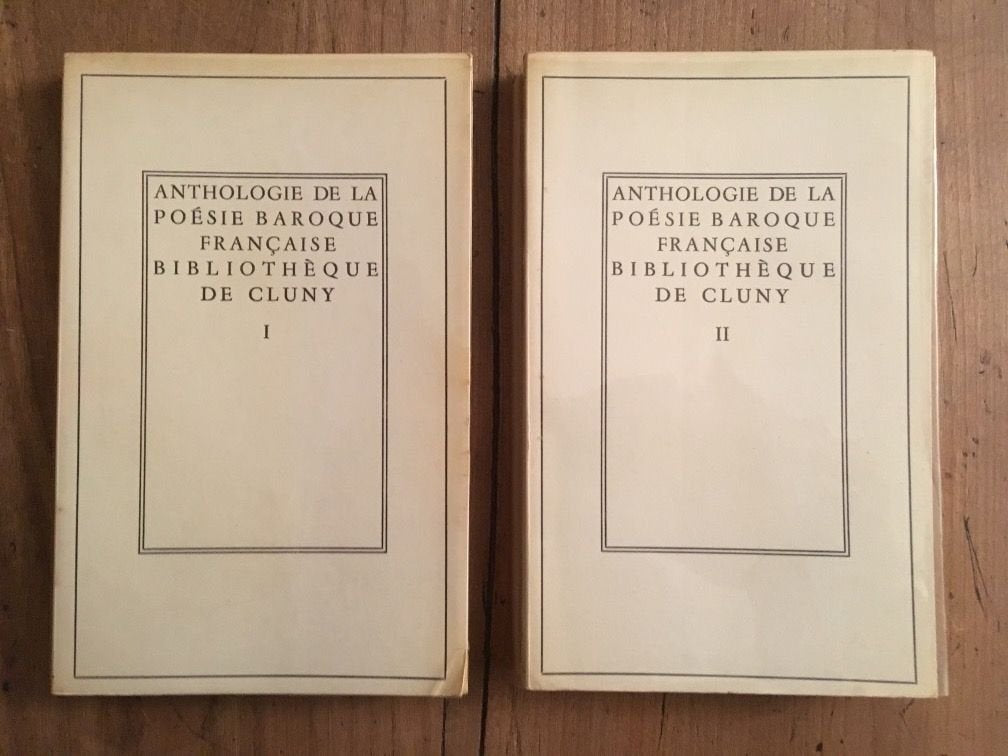 ANTHOLOGIE DE LA
POÉSIE BAROQUE
FRANÇAISE
BIBLIOTHÈQUE
DE CLUNY
I
ANTHOLOGIE DE LA
POÉSIE BAROQUE
FRANÇAISE
BIBLIOTHÈQUE
DE CLUNY
II